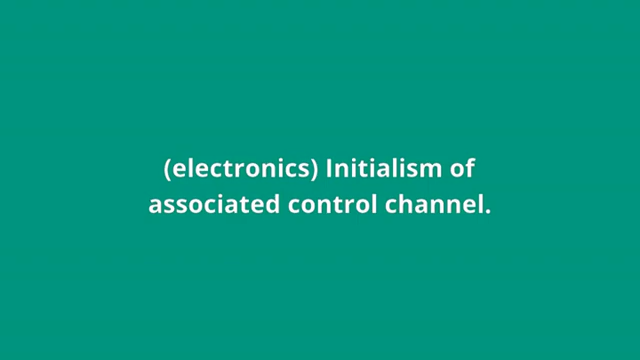 (electronics) Initialism of
associated control channel.